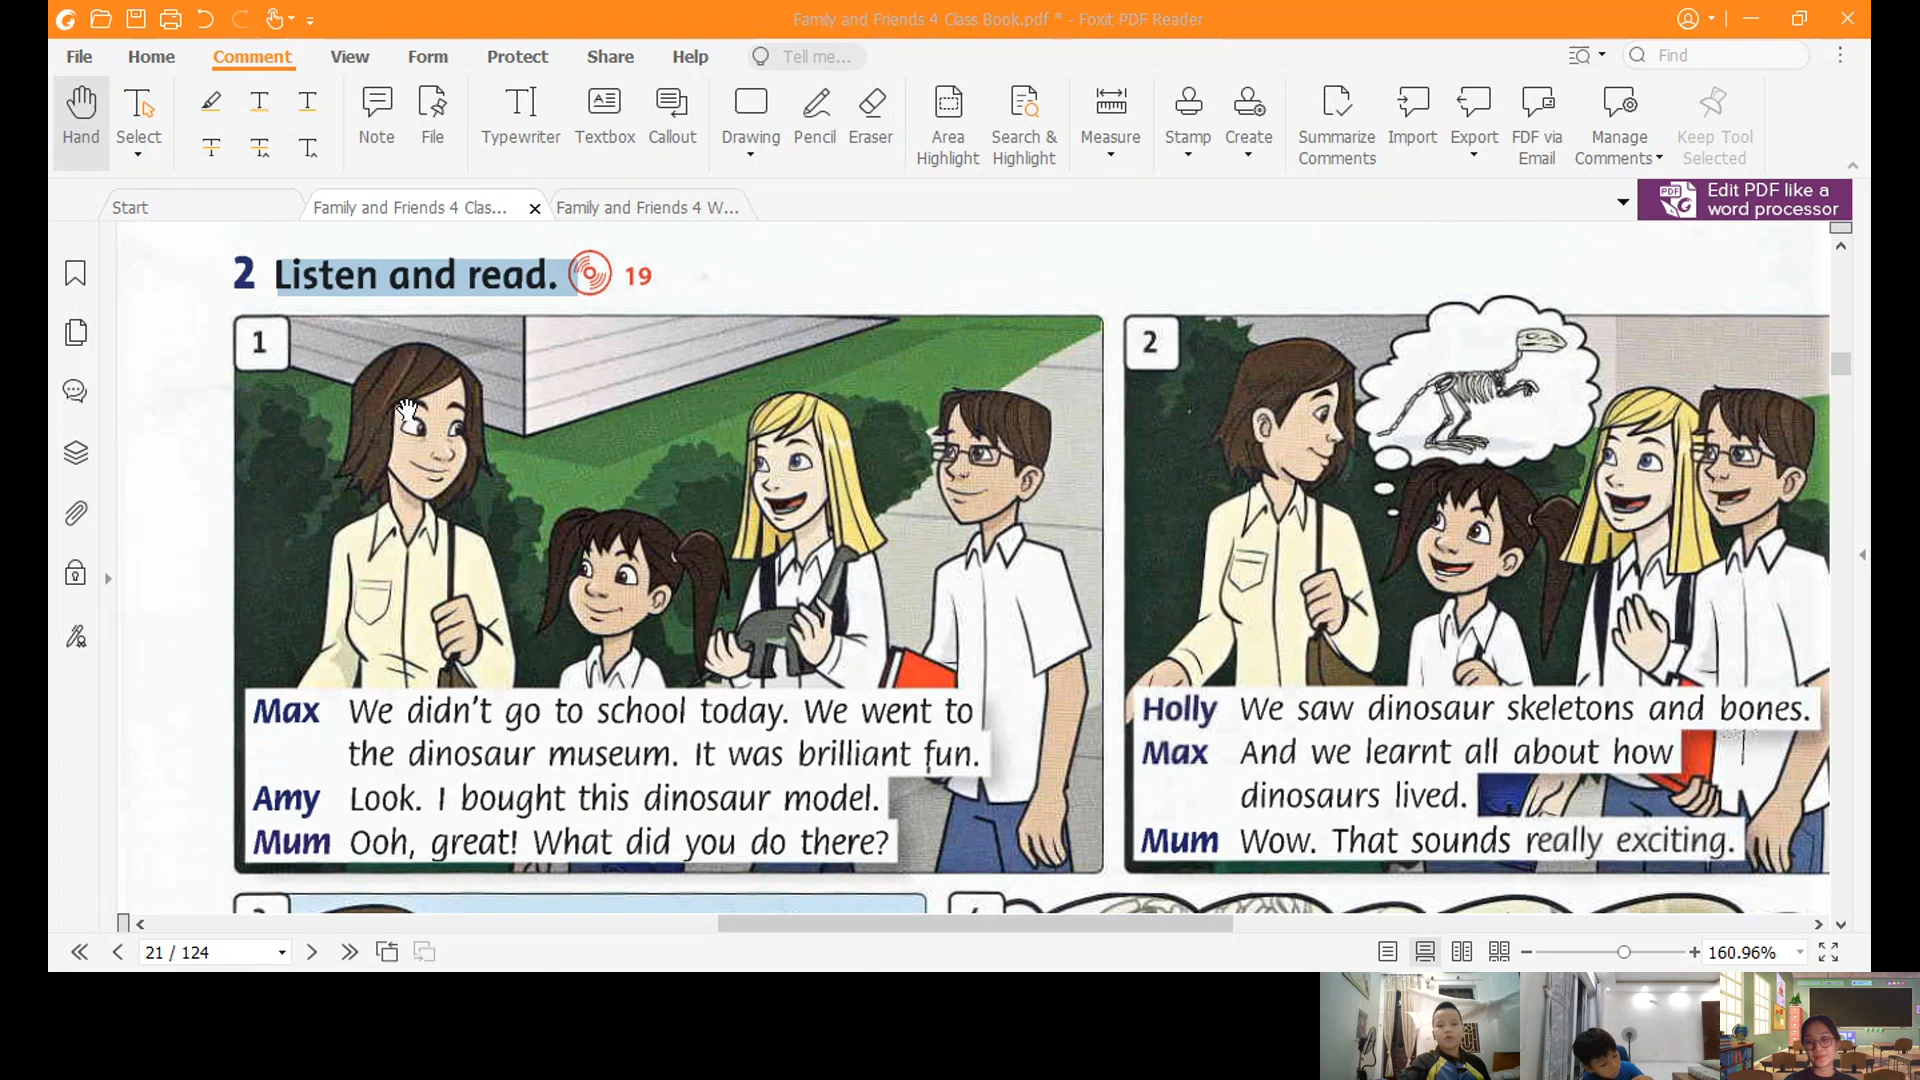 Family and Friends 4 Class Book.pdf * - Foxit PDF Reader
File Home Comment View Form Protect Share Help Tell me... Find
Hand Select Note File Typewriter Textbox Callout Drawing Pencil Eraser Area Highlight Search & Highlight Measure Stamp Create Summarize Comments Import Export FDF via Email Manage Comments Keep Tool Selected
Start Family and Friends 4 Clas... Family and Friends 4 W...
PDF Edit PDF like a
word processor
2 Listen and read. 19
1
Max We didn't go to school today. We went to
the dinosaur museum. It was brilliant fun.
Amy Look. I bought this dinosaur model.
Mum Ooh, great! What did you do there?
2
Holly We saw dinosaur skeletons and bones.
Max And we learnt all about how
dinosaurs lived.
Mum Wow. That sounds really exciting.
21 / 124 160.96%